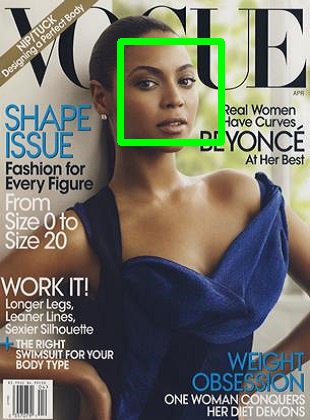 VOGUE
NIP/TUCK
Designing a Perfect Body
APR
SHAPE
ISSUE
Fashion for
Every Figure
From
Size 0 to
Size 20
Real Women
Have Curves
BEYONCÉ
At Her Best
WORK IT!
Longer Legs,
Leaner Lines,
Sexier Silhouette
+ THE RIGHT
SWIMSUIT FOR YOUR
BODY TYPE
WEIGHT
OBSESSION
ONE WOMAN CONQUERS
HER DIET DEMONS